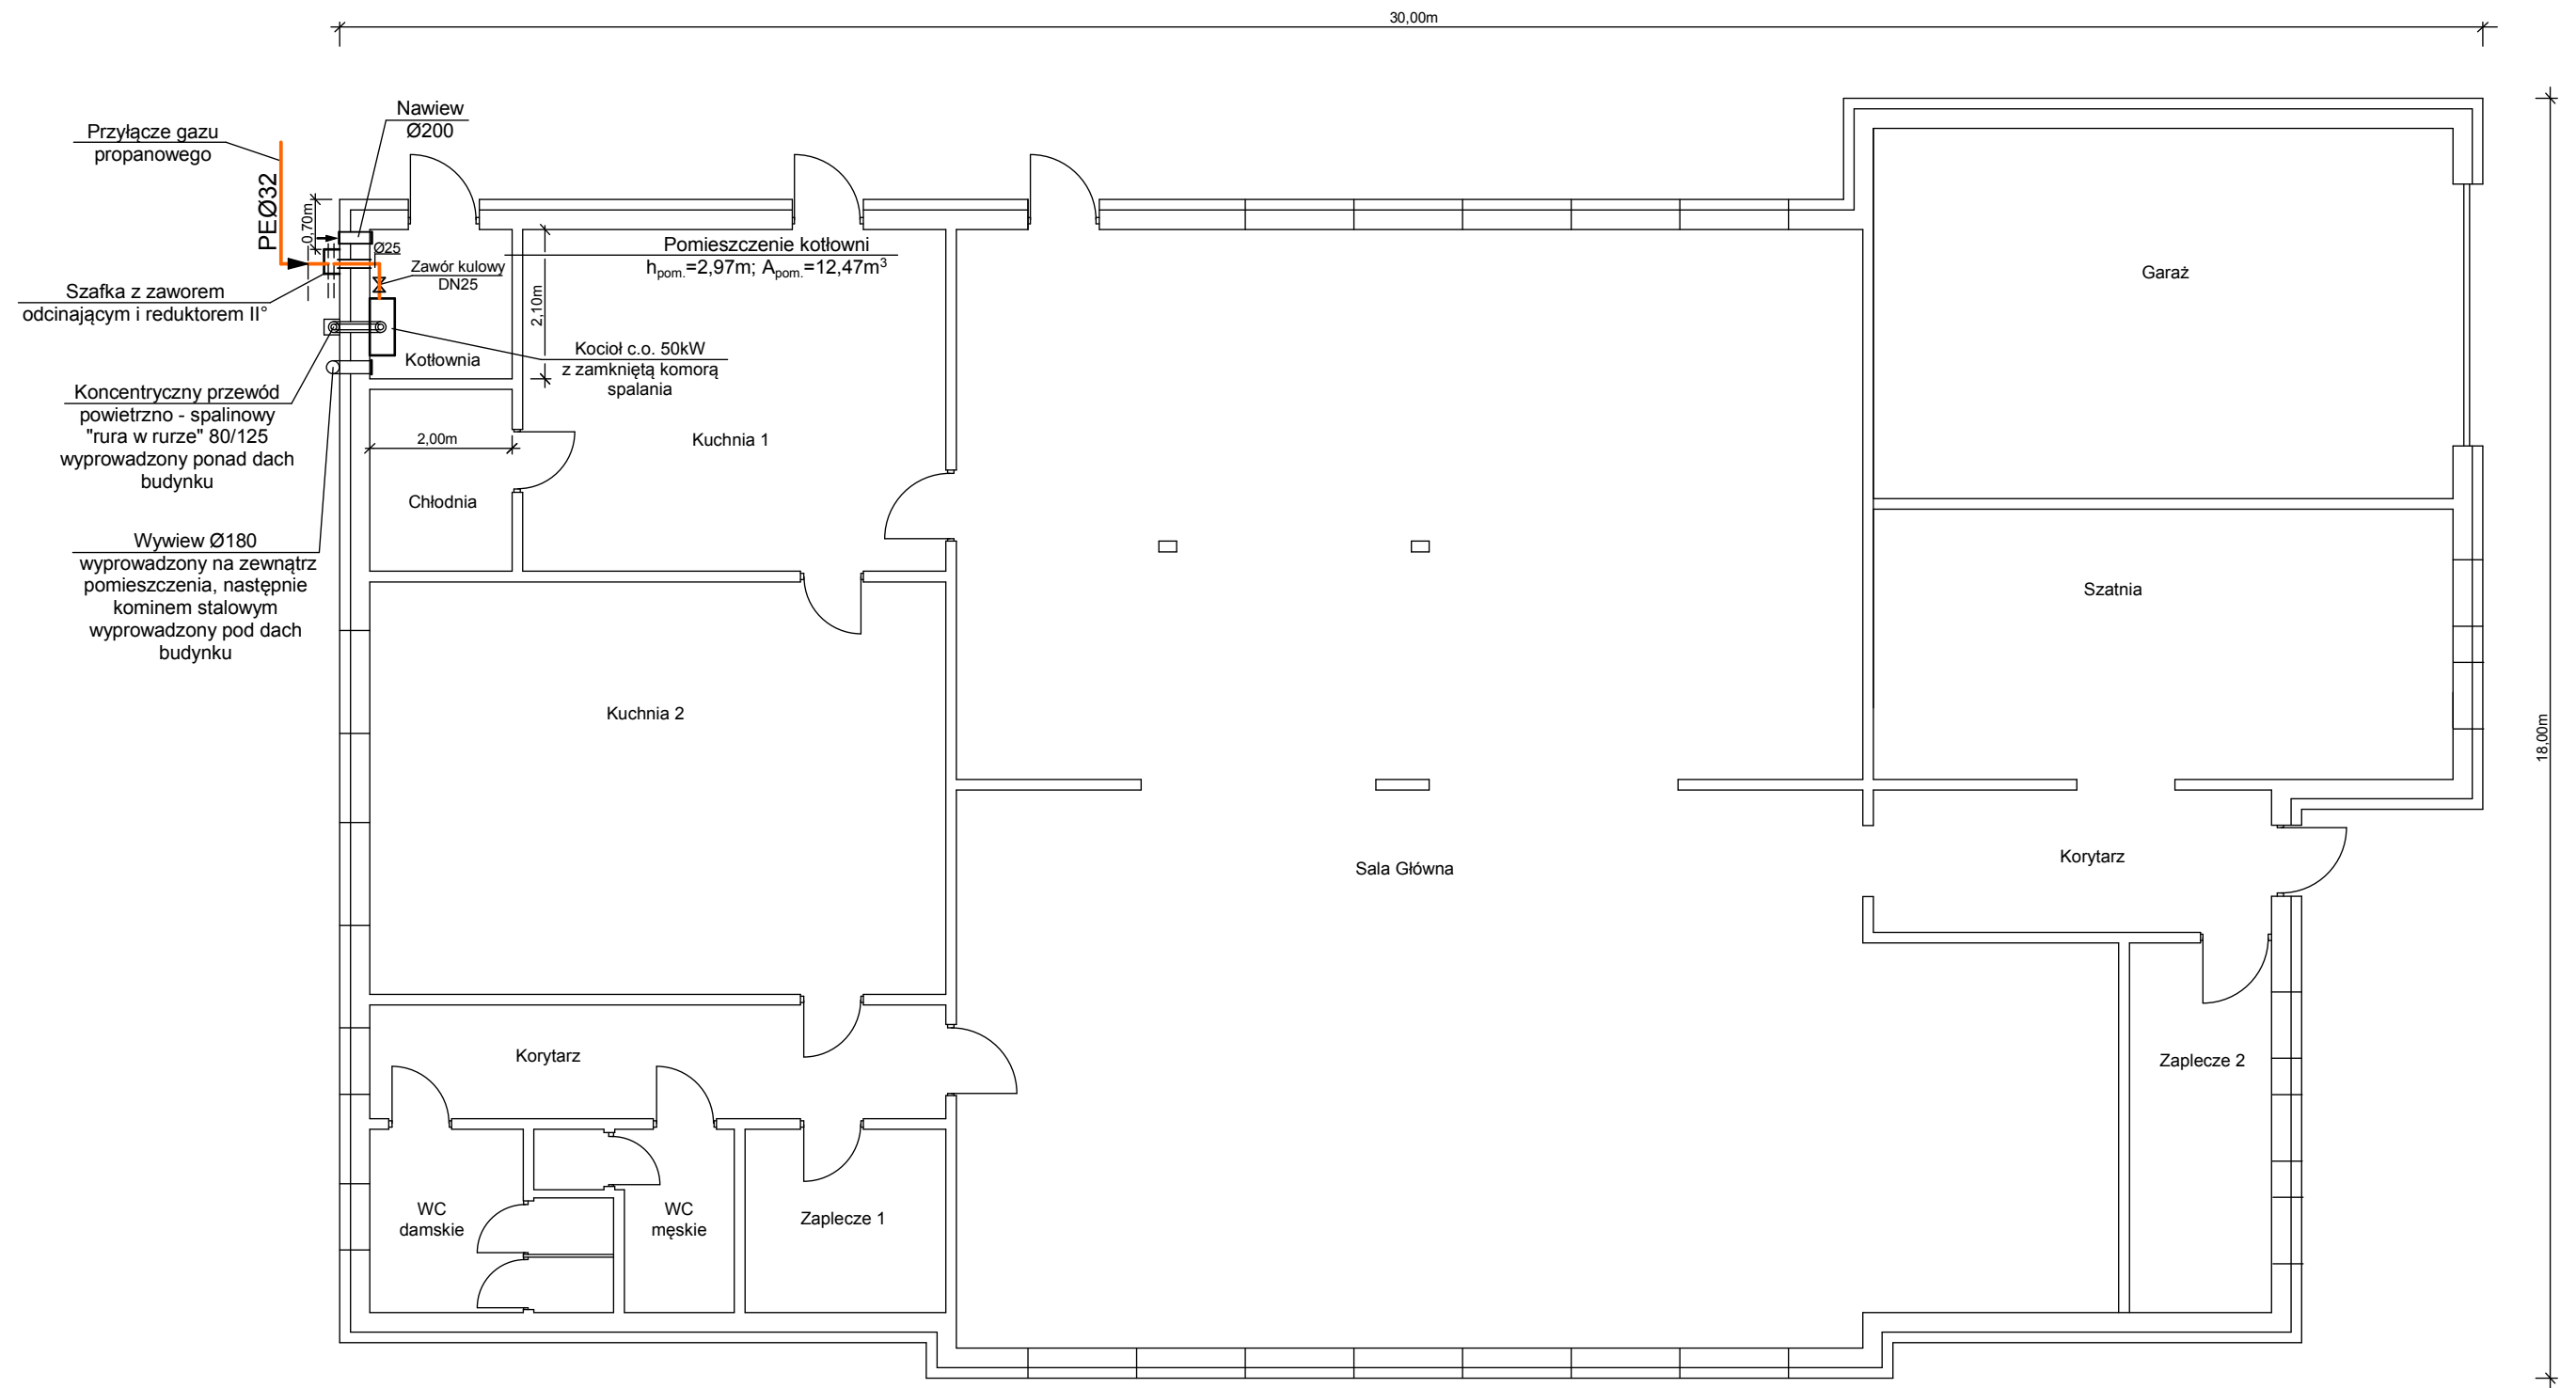 30,00m
Nawiew
Ø200
Przyłącze gazu
propanowego
PEØ32
0,70m
Ø25
Pomieszczenie kotłowni
hpom.=2,97m; Apom.=12,47m³
Zawór kulowy
DN25
Garaż
Szafka z zaworem
odcinającym i reduktorem II°
2,10m
Kotłownia
Kocioł c.o. 50kW
z zamkniętą komorą
spalania
Koncentryczny przewód
powietrzno - spalinowy
"rura w rurze" 80/125
wyprowadzony ponad dach
budynku
2,00m
Kuchnia 1
Chłodnia
Wywiew Ø180
wyprowadzony na zewnątrz
pomieszczenia, następnie
kominem stalowym
wyprowadzony pod dach
budynku
Szatnia
Kuchnia 2
18,00m
Sala Główna
Korytarz
Korytarz
Zaplecze 2
WC
damskie
WC
męskie
Zaplecze 1